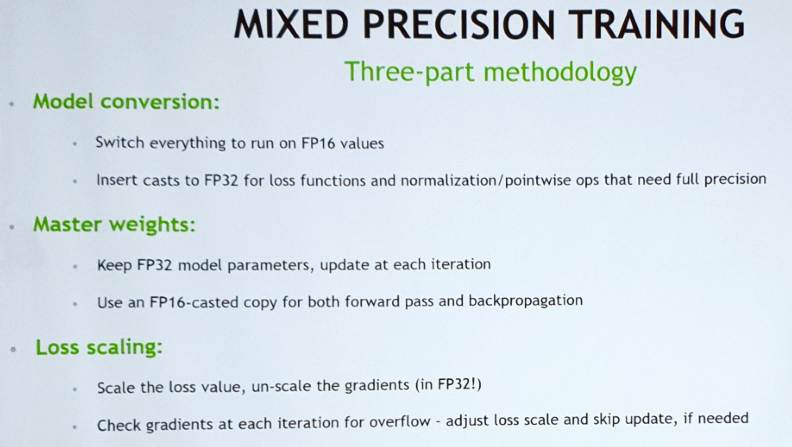 MIXED PRECISION TRAINING
Three-part methodology
• Model conversion:
• Switch everything to run on FP16 values
• Insert casts to FP32 for loss functions and normalization/pointwise ops that need full precision
• Master weights:
• Keep FP32 model parameters, update at each iteration
• Use an FP16-casted copy for both forward pass and backpropagation
• Loss scaling:
• Scale the loss value, un-scale the gradients (in FP32!)
• Check gradients at each iteration for overflow - adjust loss scale and skip update, if needed